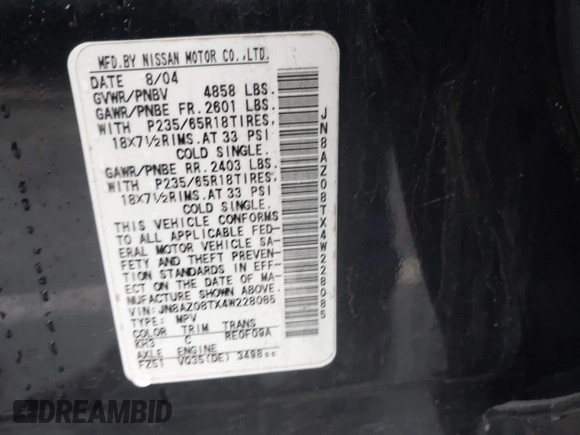 MFD.BY NISSAN MOTOR CO.,LTD.
DATE 8/04
GVWR/PNBV 4858 LBS.
GAWR/PNBE FR. 2601 LBS.
WITH P235/65R18TIRES,
18X7½RIMS.AT 33 PSI
COLD SINGLE.
GAWR/PNBE RR. 2403 LBS.
WITH P235/65R18TIRES,
18X7½RIMS.AT 33 PSI
COLD SINGLE.
THIS VEHICLE CONFORMS
TO ALL APPLICABLE FED-
ERAL MOTOR VEHICLE SA-
FETY AND THEFT PREVEN-
TION STANDARDS IN EFF-
ECT ON THE DATE OF MA-
NUFACTURE SHOWN ABOVE.
VIN: JN8AZ08TX4W228085
TYPE: MPV
COLOR TRIM TRANS
KH3 C RE0F09A
AXLE ENGINE
FZ51 VQ35(DE) 3498cc
JN8AZ08TX4W228085
DREAMBID